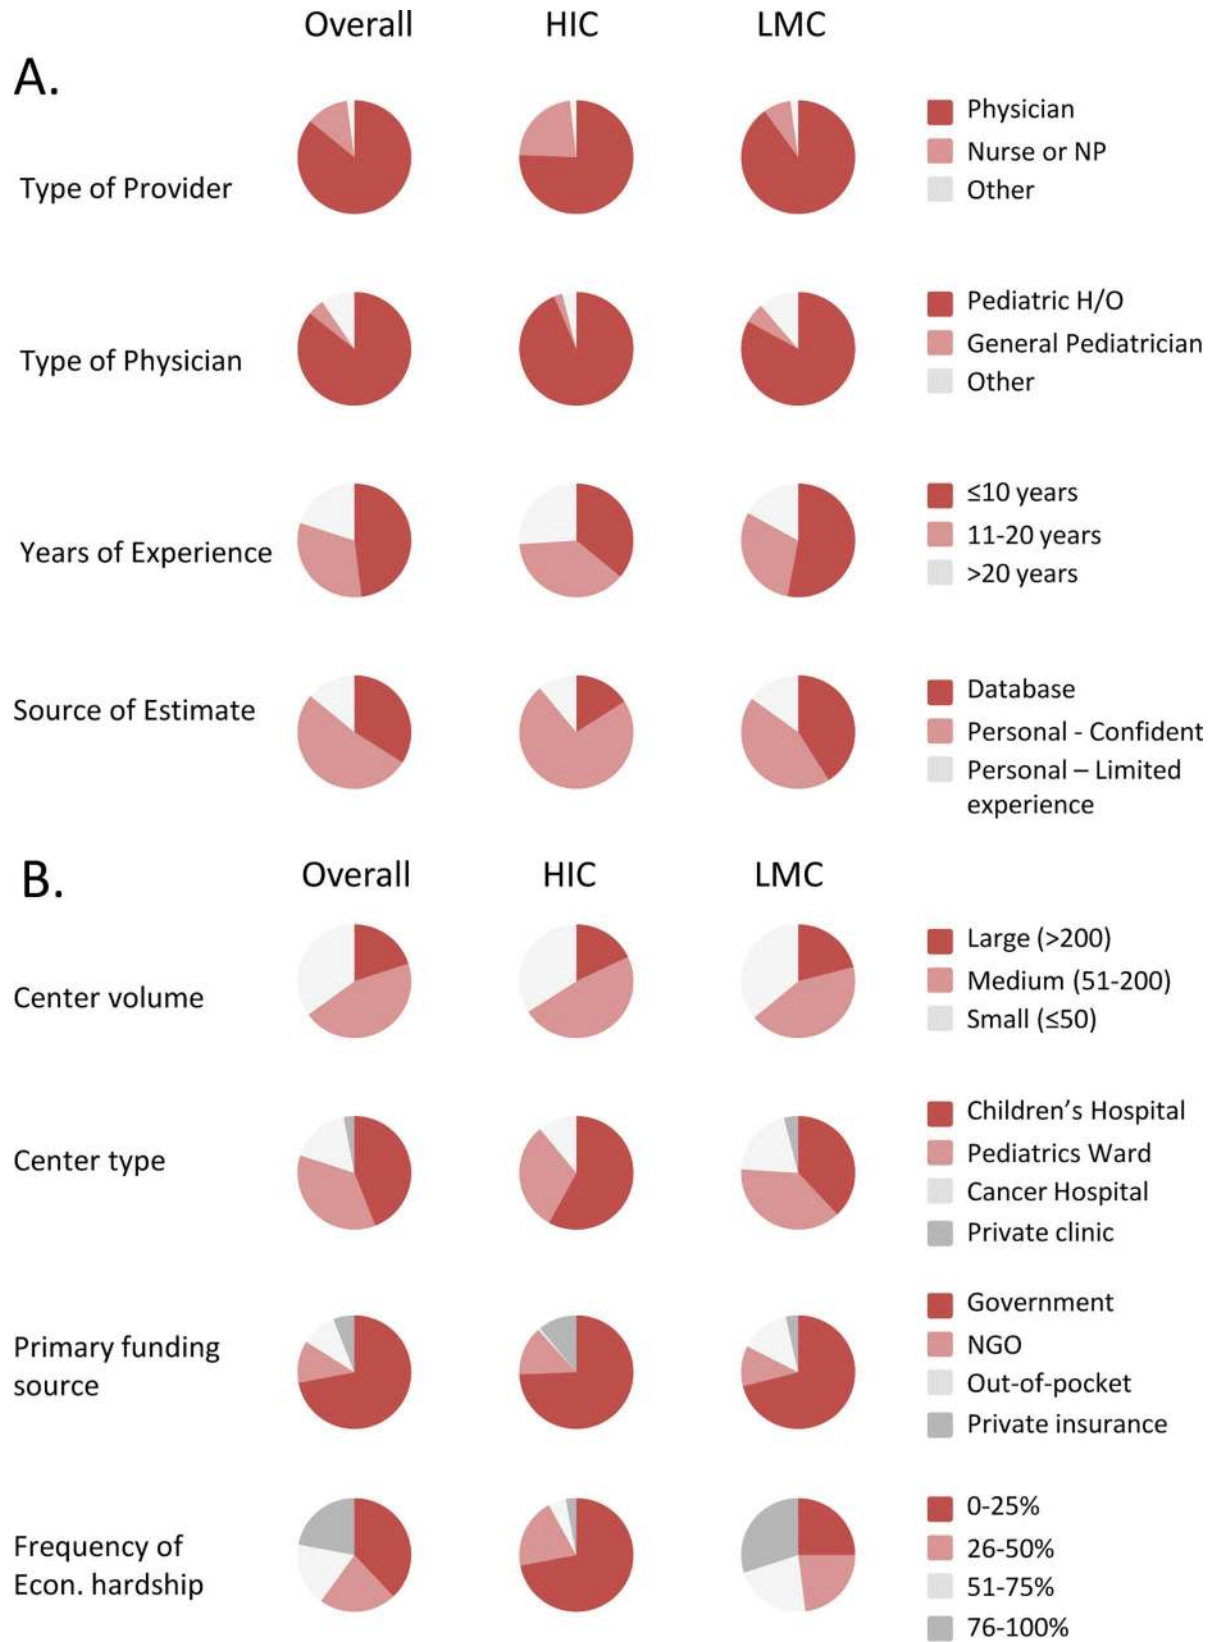 Overall HIC LMC
A.
Type of Provider
Physician
Nurse or NP
Other
Type of Physician
Pediatric H/O
General Pediatrician
Other
Years of Experience
≤10 years
11-20 years
>20 years
Source of Estimate
Database
Personal - Confident
Personal – Limited
experience
B.
Overall HIC LMC
Center volume
Large (>200)
Medium (51-200)
Small (≤50)
Center type
Children’s Hospital
Pediatrics Ward
Cancer Hospital
Private clinic
Primary funding
source
Government
NGO
Out-of-pocket
Private insurance
Frequency of
Econ. hardship
0-25%
26-50%
51-75%
76-100%